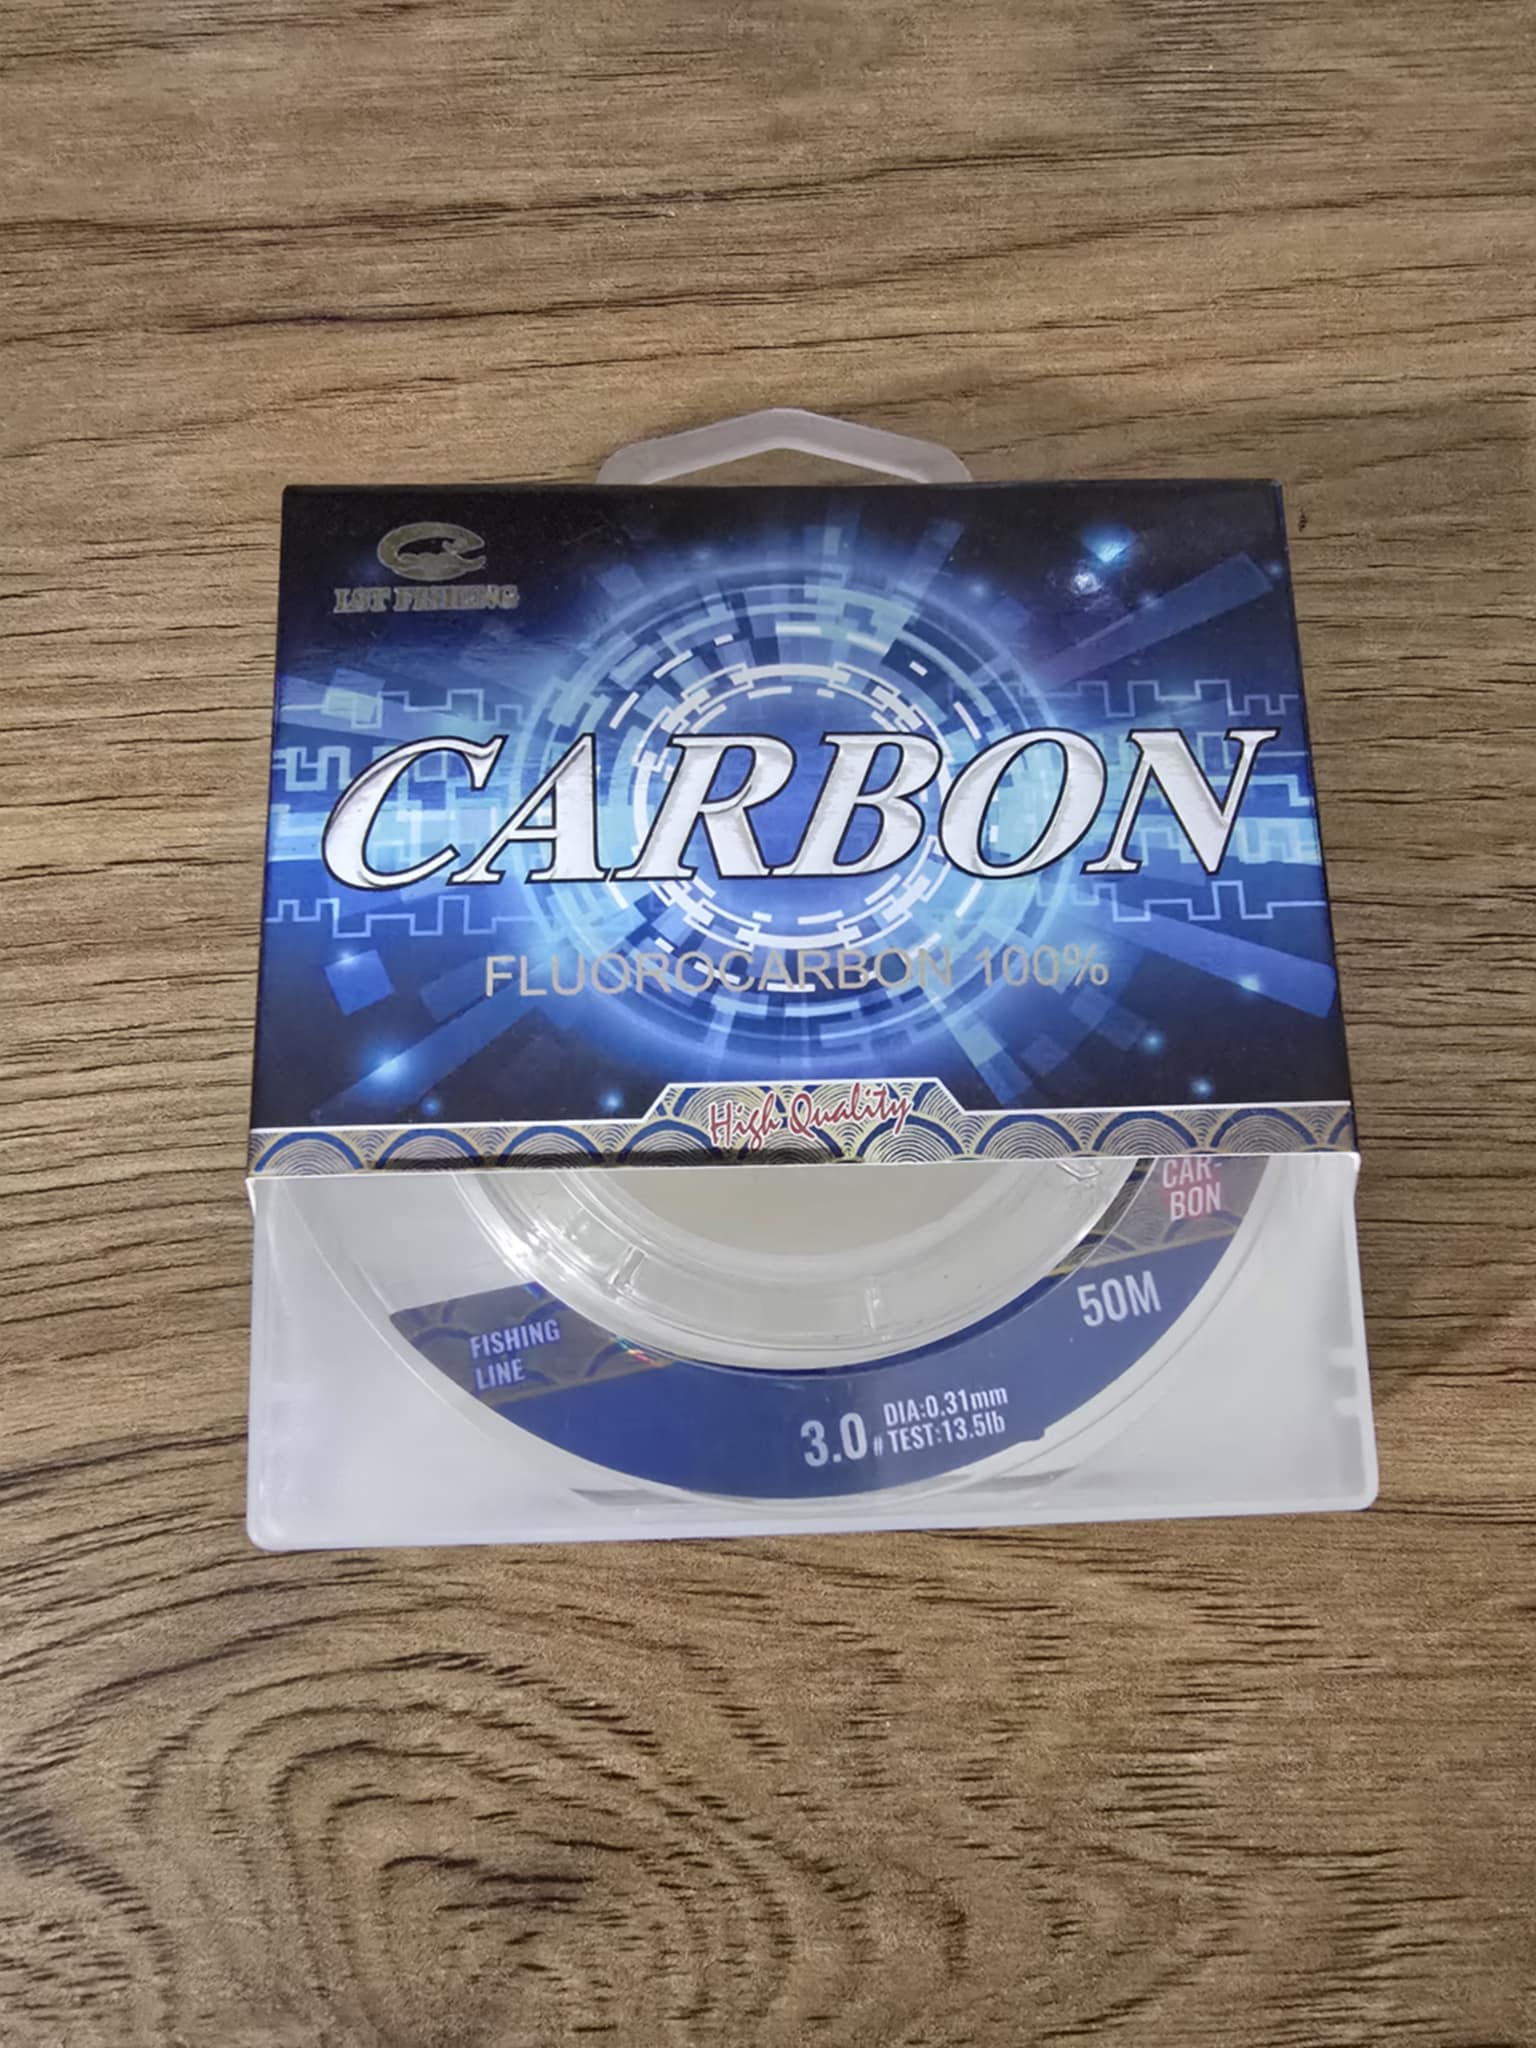 LST FISHING
CARBON
FLUOROCARBON 100%
High Quality
CAR-
BON
50M
FISHING
LINE
3.0#
DIA:0.31mm
TEST:13.5lb